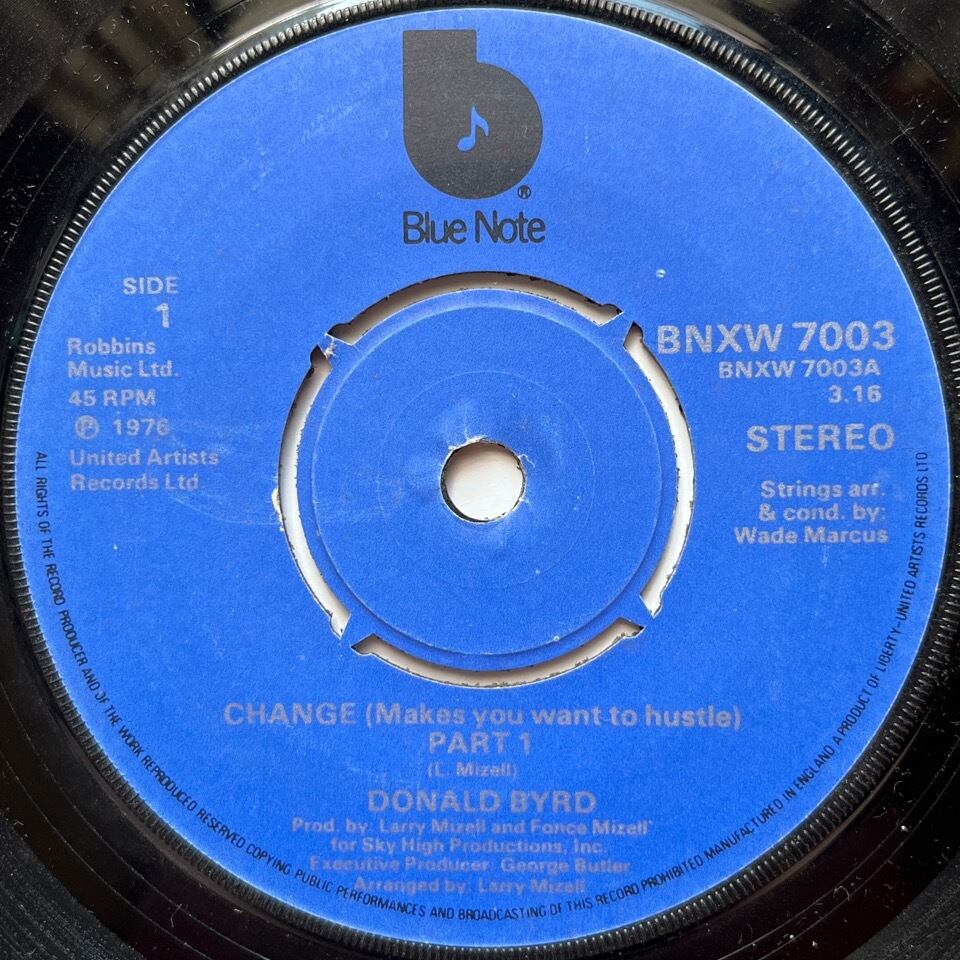 Blue Note
®
SIDE
1
Robbins
Music Ltd.
45 RPM
℗ 1976
United Artists
Records Ltd
BNXW 7003
BNXW 7003A
3.16
STEREO
Strings arr.
& cond. by:
Wade Marcus
CHANGE (Makes you want to hustle)
PART 1
(L. Mizell)
DONALD BYRD
Prod. by: Larry Mizell and Fonce Mizell
for Sky High Productions, Inc.
Executive Producer: George Butler
Arranged by: Larry Mizell
ALL RIGHTS OF THE RECORD PRODUCER AND OF THE WORK REPRODUCED RESERVED COPYING PUBLIC PERFORMANCES AND BROADCASTING OF THIS RECORD PROHIBITED MANUFACTURED IN ENGLAND A PRODUCT OF LIBERTY-UNITED ARTISTS RECORDS LTD